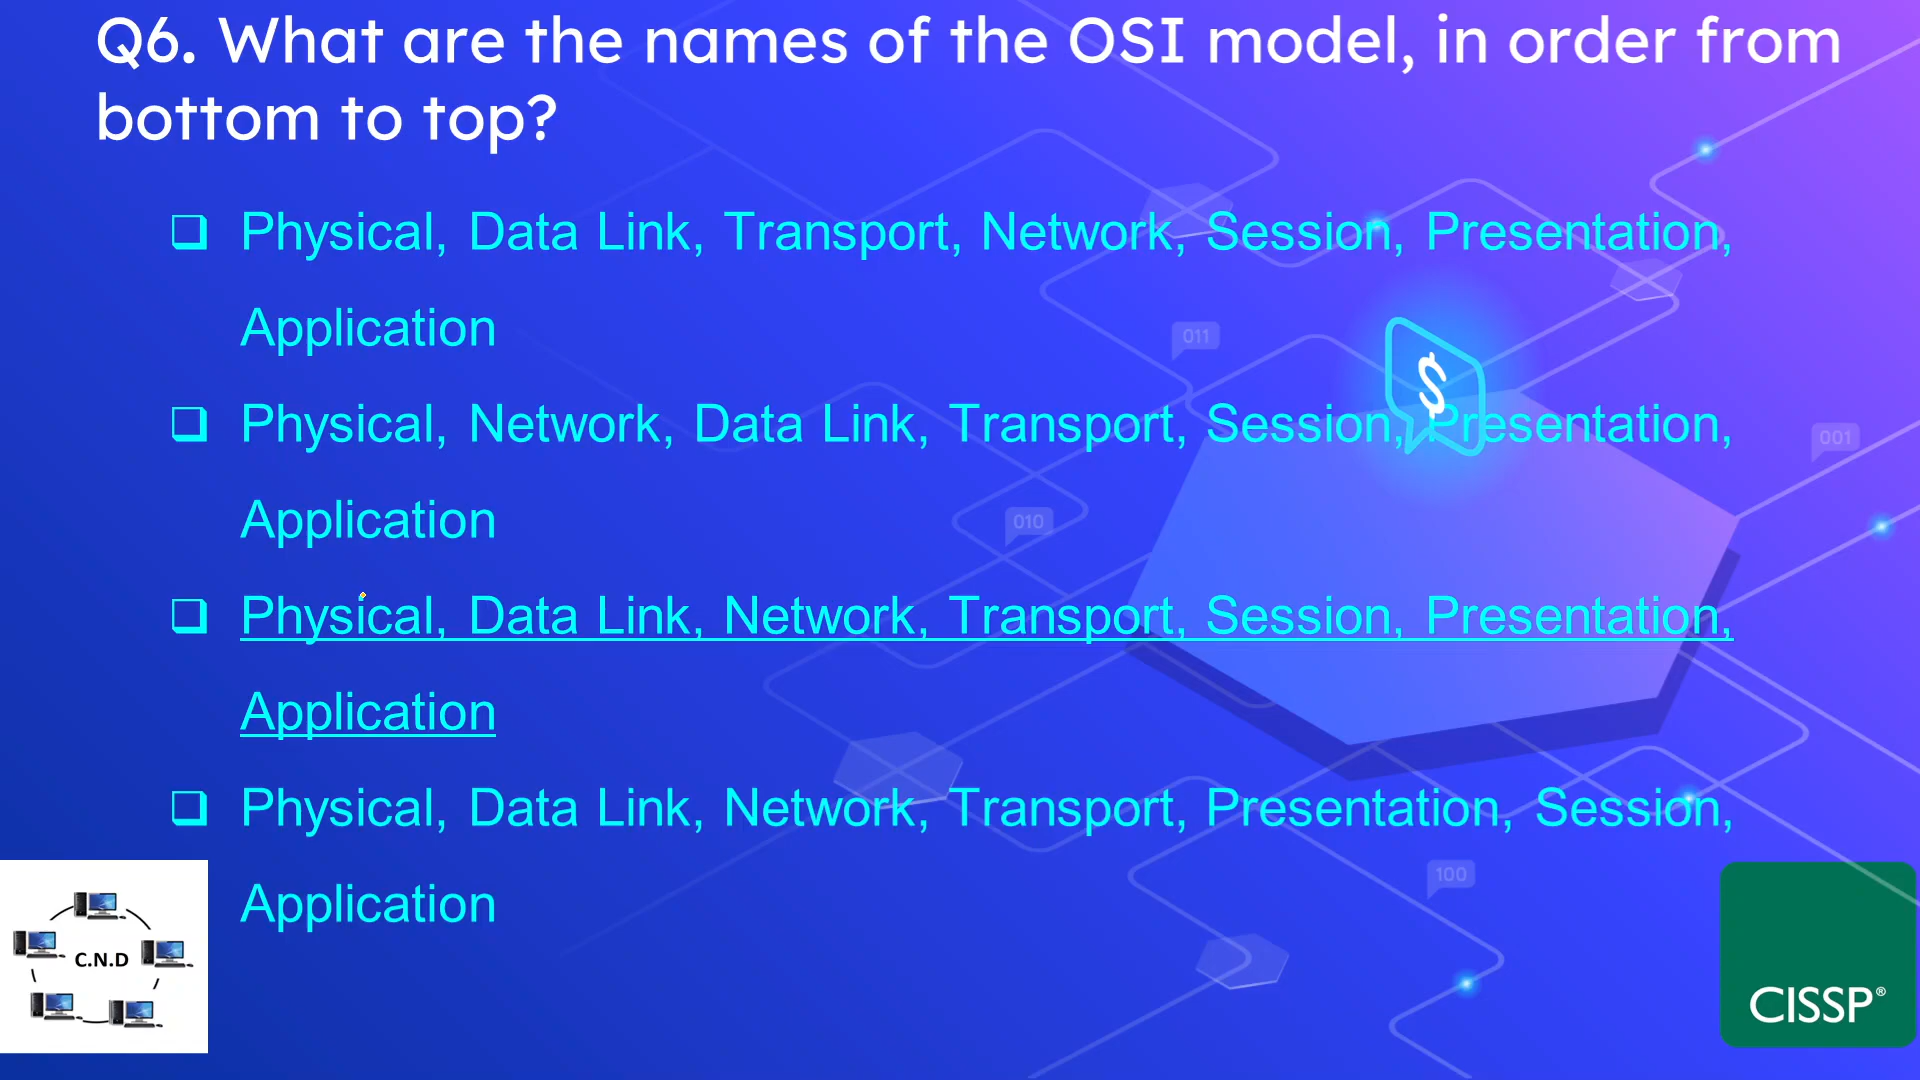 Q6. What are the names of the OSI model, in order from
bottom to top?
Physical, Data Link, Transport, Network, Session, Presentation,
Application
011
$
Physical, Network, Data Link, Transport, Session, Presentation,
001
Application
010
Physical, Data Link, Network, Transport, Session, Presentation,
Application
Physical, Data Link, Network, Transport, Presentation, Session,
100
Application
C.N.D
CISSP®